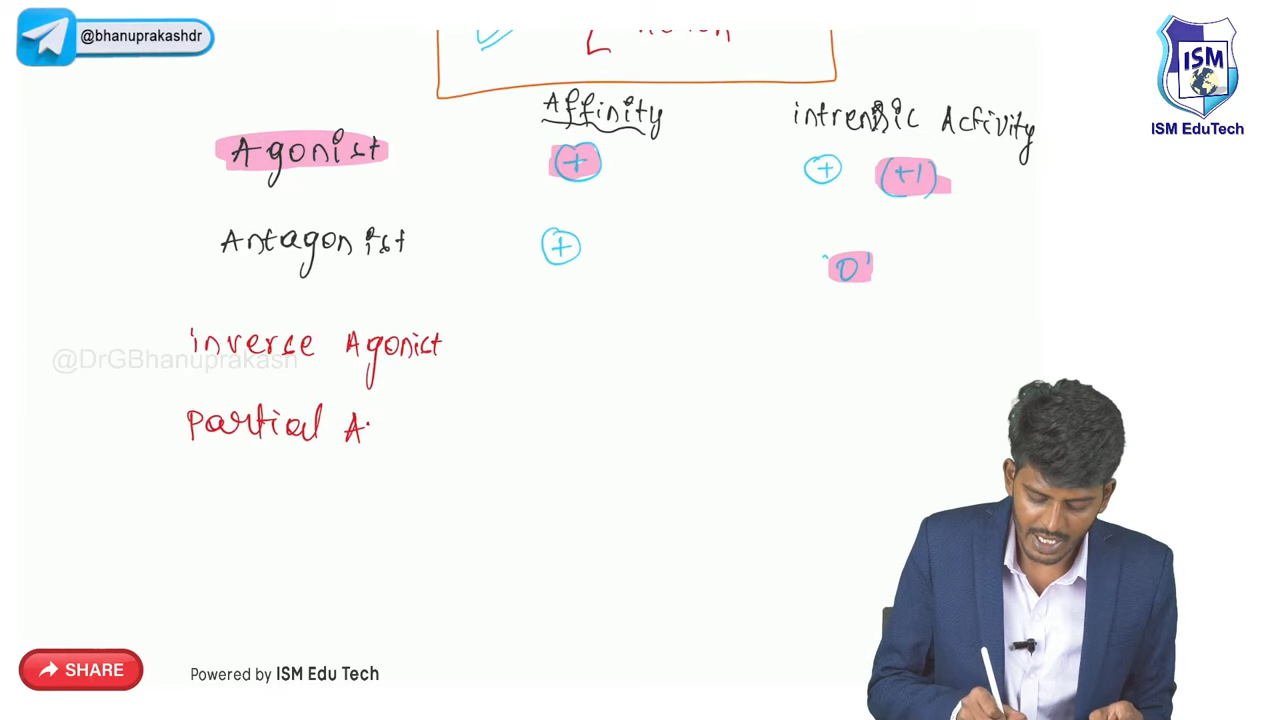 @bhanuprakashdr
ISM
ISM EduTech
Affinity intrensic Activity
Agonist + + (+1)
Antagonist + '0'
inverse Agonist
@DrGBhanuprakash
Partial A
SHARE
Powered by ISM Edu Tech